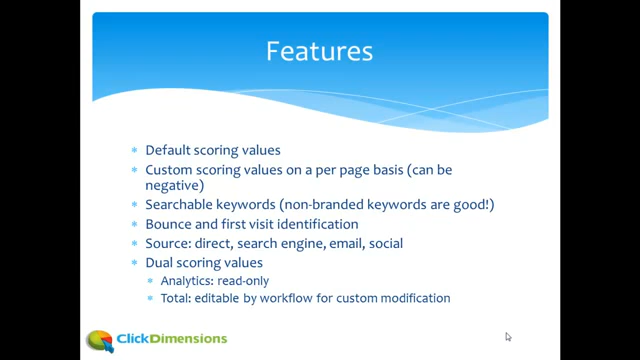 Features
* Default scoring values
* Custom scoring values on a per page basis (can be
negative)
* Searchable keywords (non-branded keywords are good!)
* Bounce and first visit identification
* Source: direct, search engine, email, social
* Dual scoring values
* Analytics: read-only
* Total: editable by workflow for custom modification
ClickDimensions